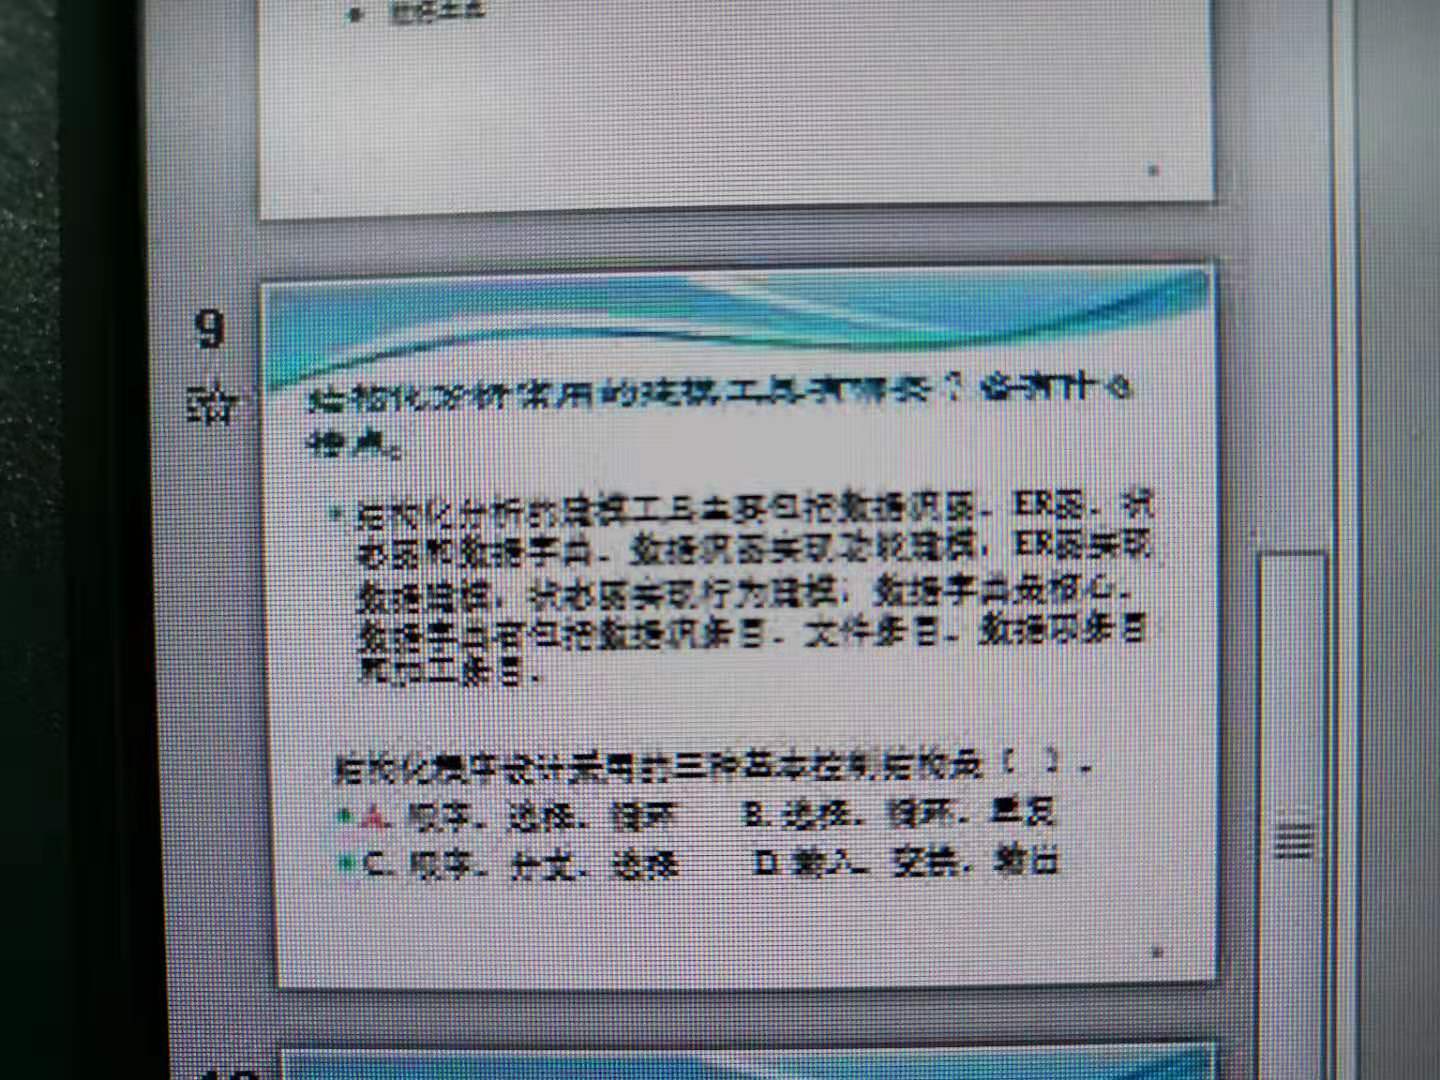 9
结构化分析常用的建模工具有哪类？各有什么
特点。
结构化分析的建模工具主要包括数据流图、ER图、状
态图和数据字典。数据流图实现功能建模，ER图实现
数据建模，状态图实现行为建模，数据字典是核心。
数据字典有包括数据流条目、文件条目、数据项条目
和加工条目。
结构化程序设计采用的三种基本控制结构是（ ）。
A. 顺序、选择、循环 B. 选择、循环、重复
C. 顺序、分支、选择 D. 输入、变换、输出
10